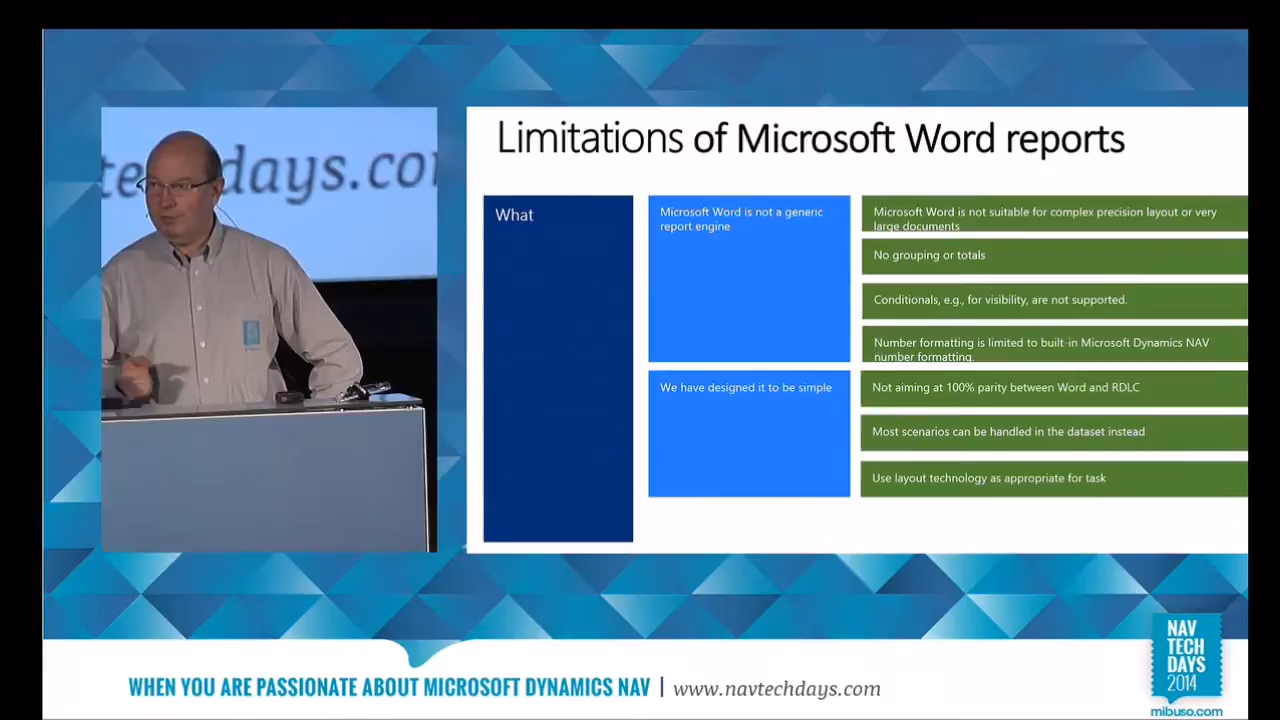 techdays.com
Limitations of Microsoft Word reports
What
Microsoft Word is not a generic
report engine
Microsoft Word is not suitable for complex precision layout or very
large documents
No grouping or totals
Conditionals, e.g., for visibility, are not supported.
Number formatting is limited to built-in Microsoft Dynamics NAV
number formatting.
We have designed it to be simple
Not aiming at 100% parity between Word and RDLC
Most scenarios can be handled in the dataset instead
Use layout technology as appropriate for task
WHEN YOU ARE PASSIONATE ABOUT MICROSOFT DYNAMICS NAV | www.navtechdays.com
NAV
TECH
DAYS
2014
mibuso.com